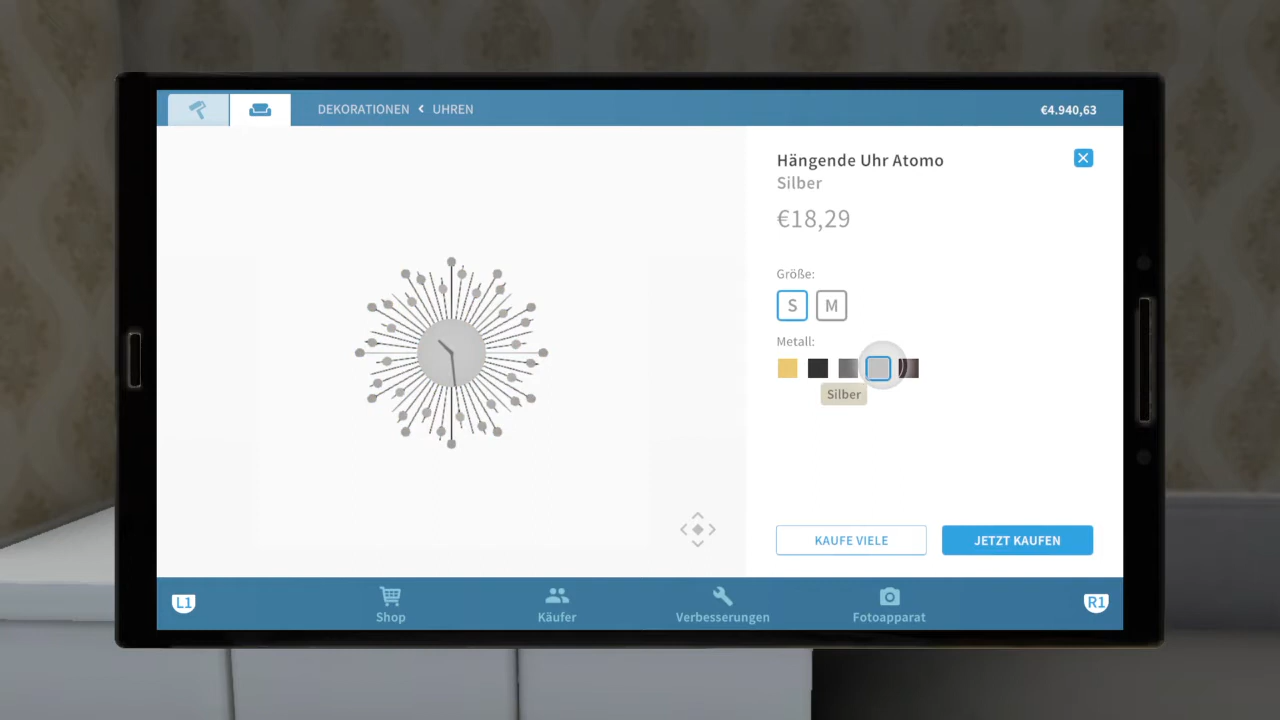 DEKORATIONEN < UHREN
€4.940,63
Hängende Uhr Atomo
Silber
€18,29
Größe:
S M
Metall:
Silber
KAUFE VIELE
JETZT KAUFEN
L1
Shop
Käufer
Verbesserungen
Fotoapparat
R1